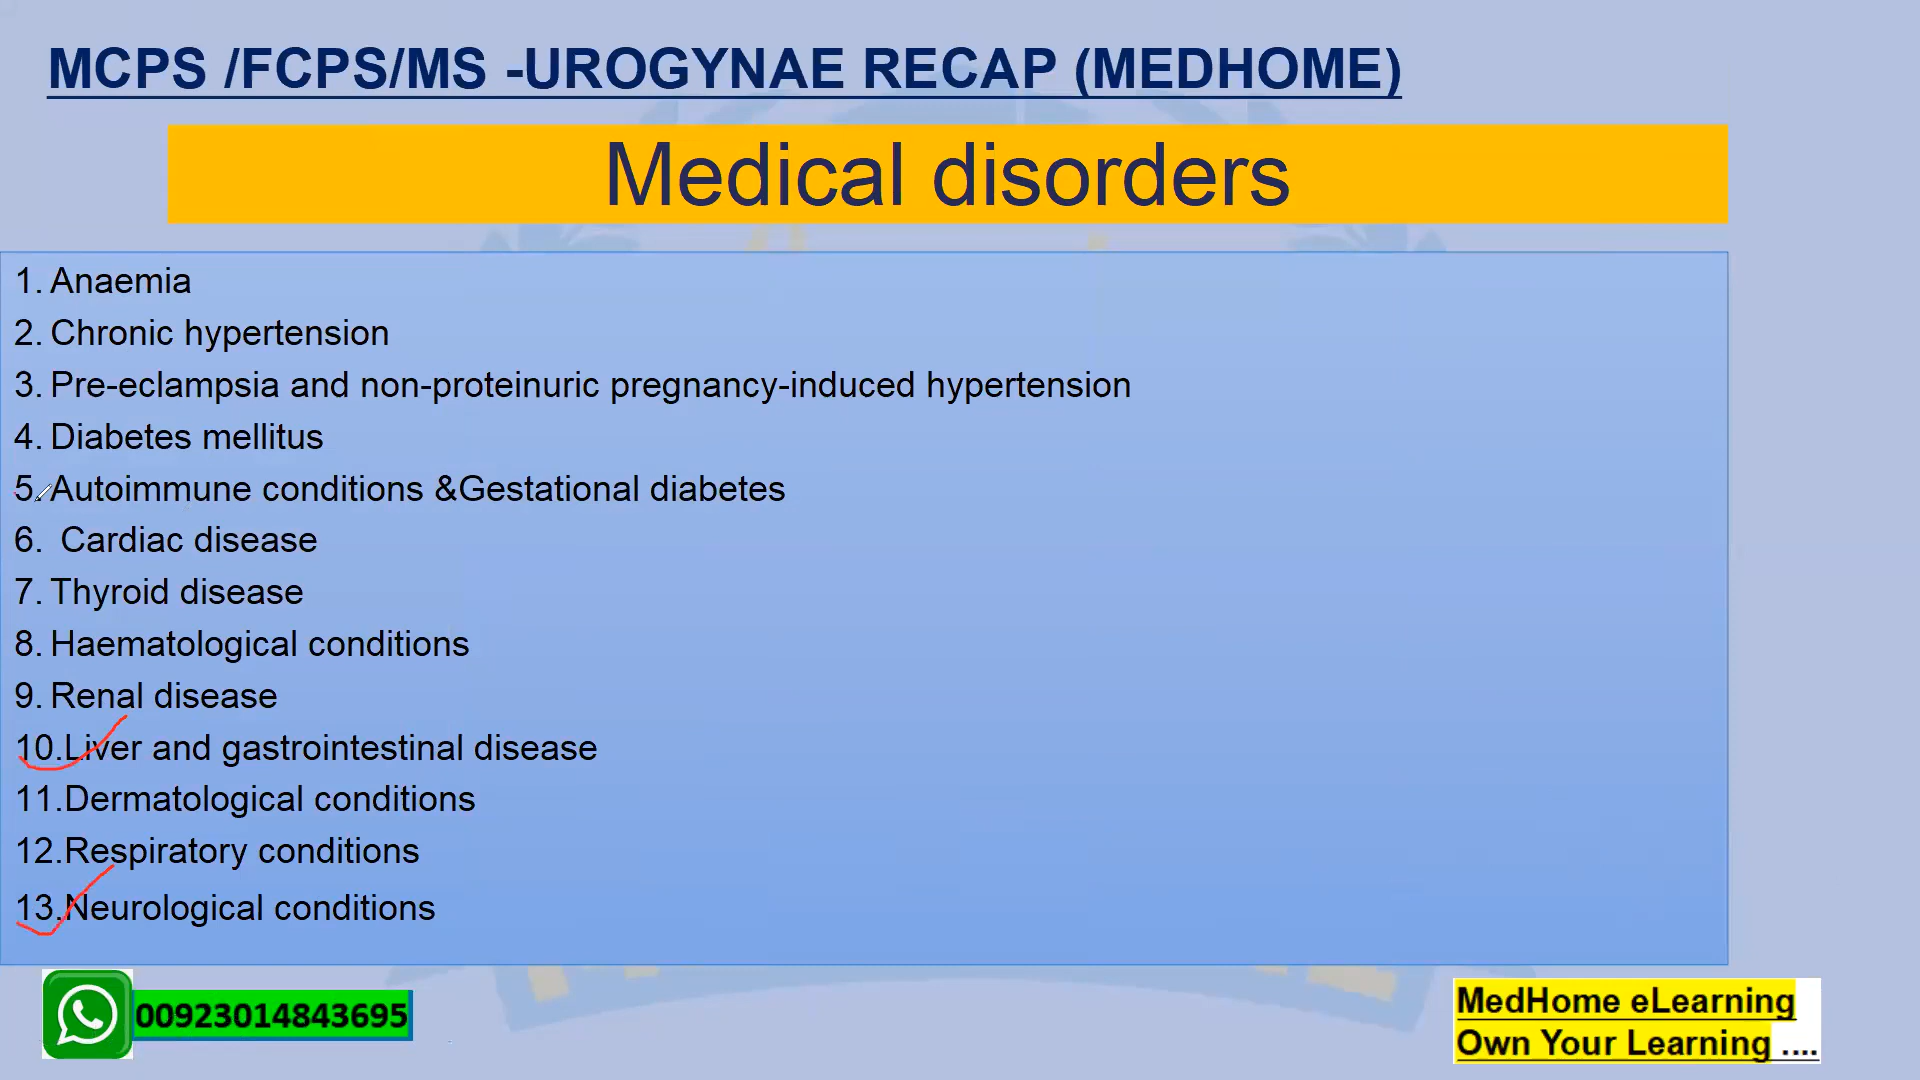 MCPS /FCPS/MS -UROGYNAE RECAP (MEDHOME)
Medical disorders
1. Anaemia
2. Chronic hypertension
3. Pre-eclampsia and non-proteinuric pregnancy-induced hypertension
4. Diabetes mellitus
5. Autoimmune conditions &Gestational diabetes
6. Cardiac disease
7. Thyroid disease
8. Haematological conditions
9. Renal disease
10.Liver and gastrointestinal disease
11.Dermatological conditions
12.Respiratory conditions
13.Neurological conditions
00923014843695
MedHome eLearning
Own Your Learning ....